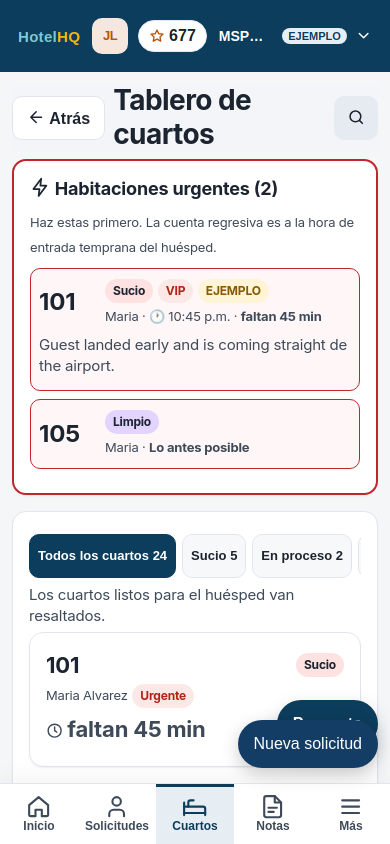 HotelHQ JL 677 MSP… EJEMPLO
Atrás
Tablero de
cuartos
Habitaciones urgentes (2)
Haz estas primero. La cuenta regresiva es a la hora de
entrada temprana del huésped.
101 Sucio VIP EJEMPLO
Maria · 🕙 10:45 p.m. · faltan 45 min
Guest landed early and is coming straight de
the airport.
105 Limpio
Maria · Lo antes posible
Todos los cuartos 24 Sucio 5 En proceso 2
Los cuartos listos para el huésped van
resaltados.
101 Sucio
Maria Alvarez Urgente
faltan 45 min
Nueva solicitud
Inicio Solicitudes Cuartos Notas Más